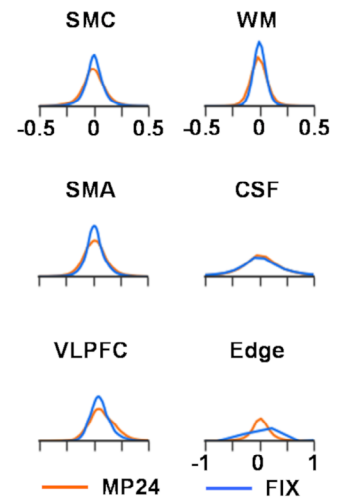 SMC WM
-0.5 0 0.5 -0.5 0 0.5
SMA CSF
VLPFC Edge
-1 0 1
MP24 FIX